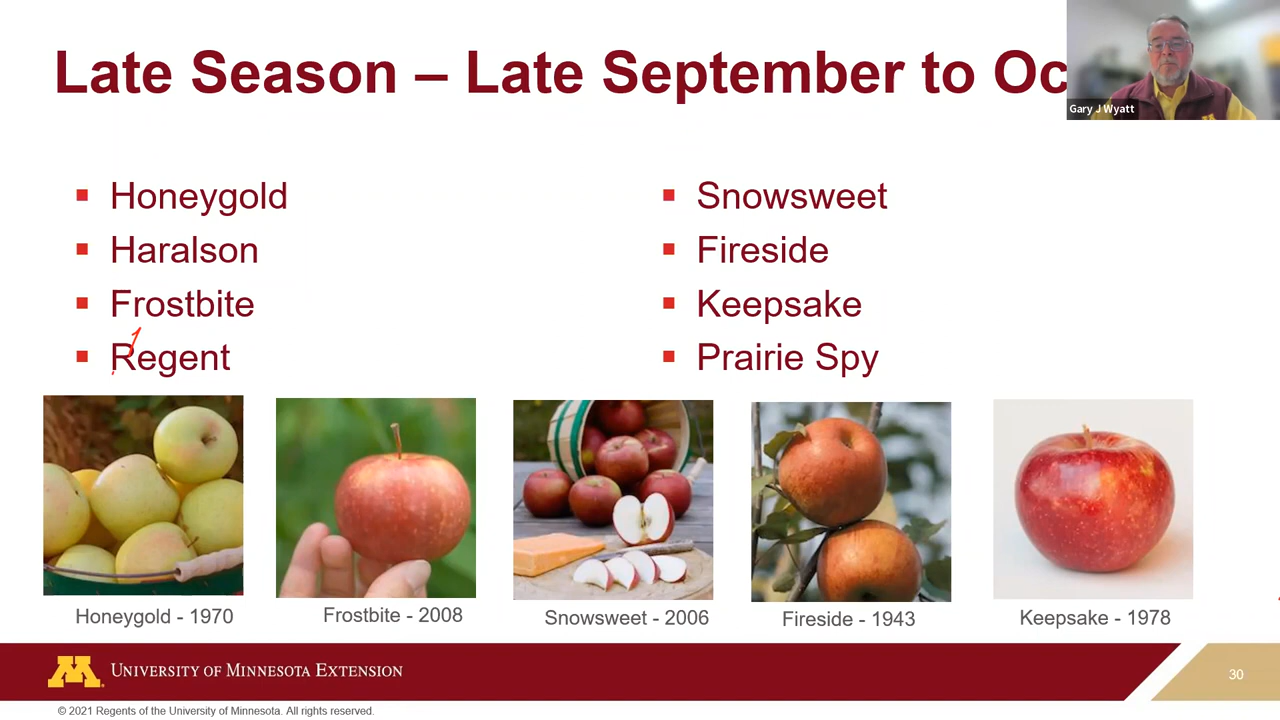 Late Season – Late September to Oc
Gary J Wyatt
Honeygold
Haralson
Frostbite
Regent
Snowsweet
Fireside
Keepsake
Prairie Spy
Honeygold - 1970
Frostbite - 2008
Snowsweet - 2006
Fireside - 1943
Keepsake - 1978
M
UNIVERSITY OF MINNESOTA EXTENSION
30
© 2021 Regents of the University of Minnesota. All rights reserved.